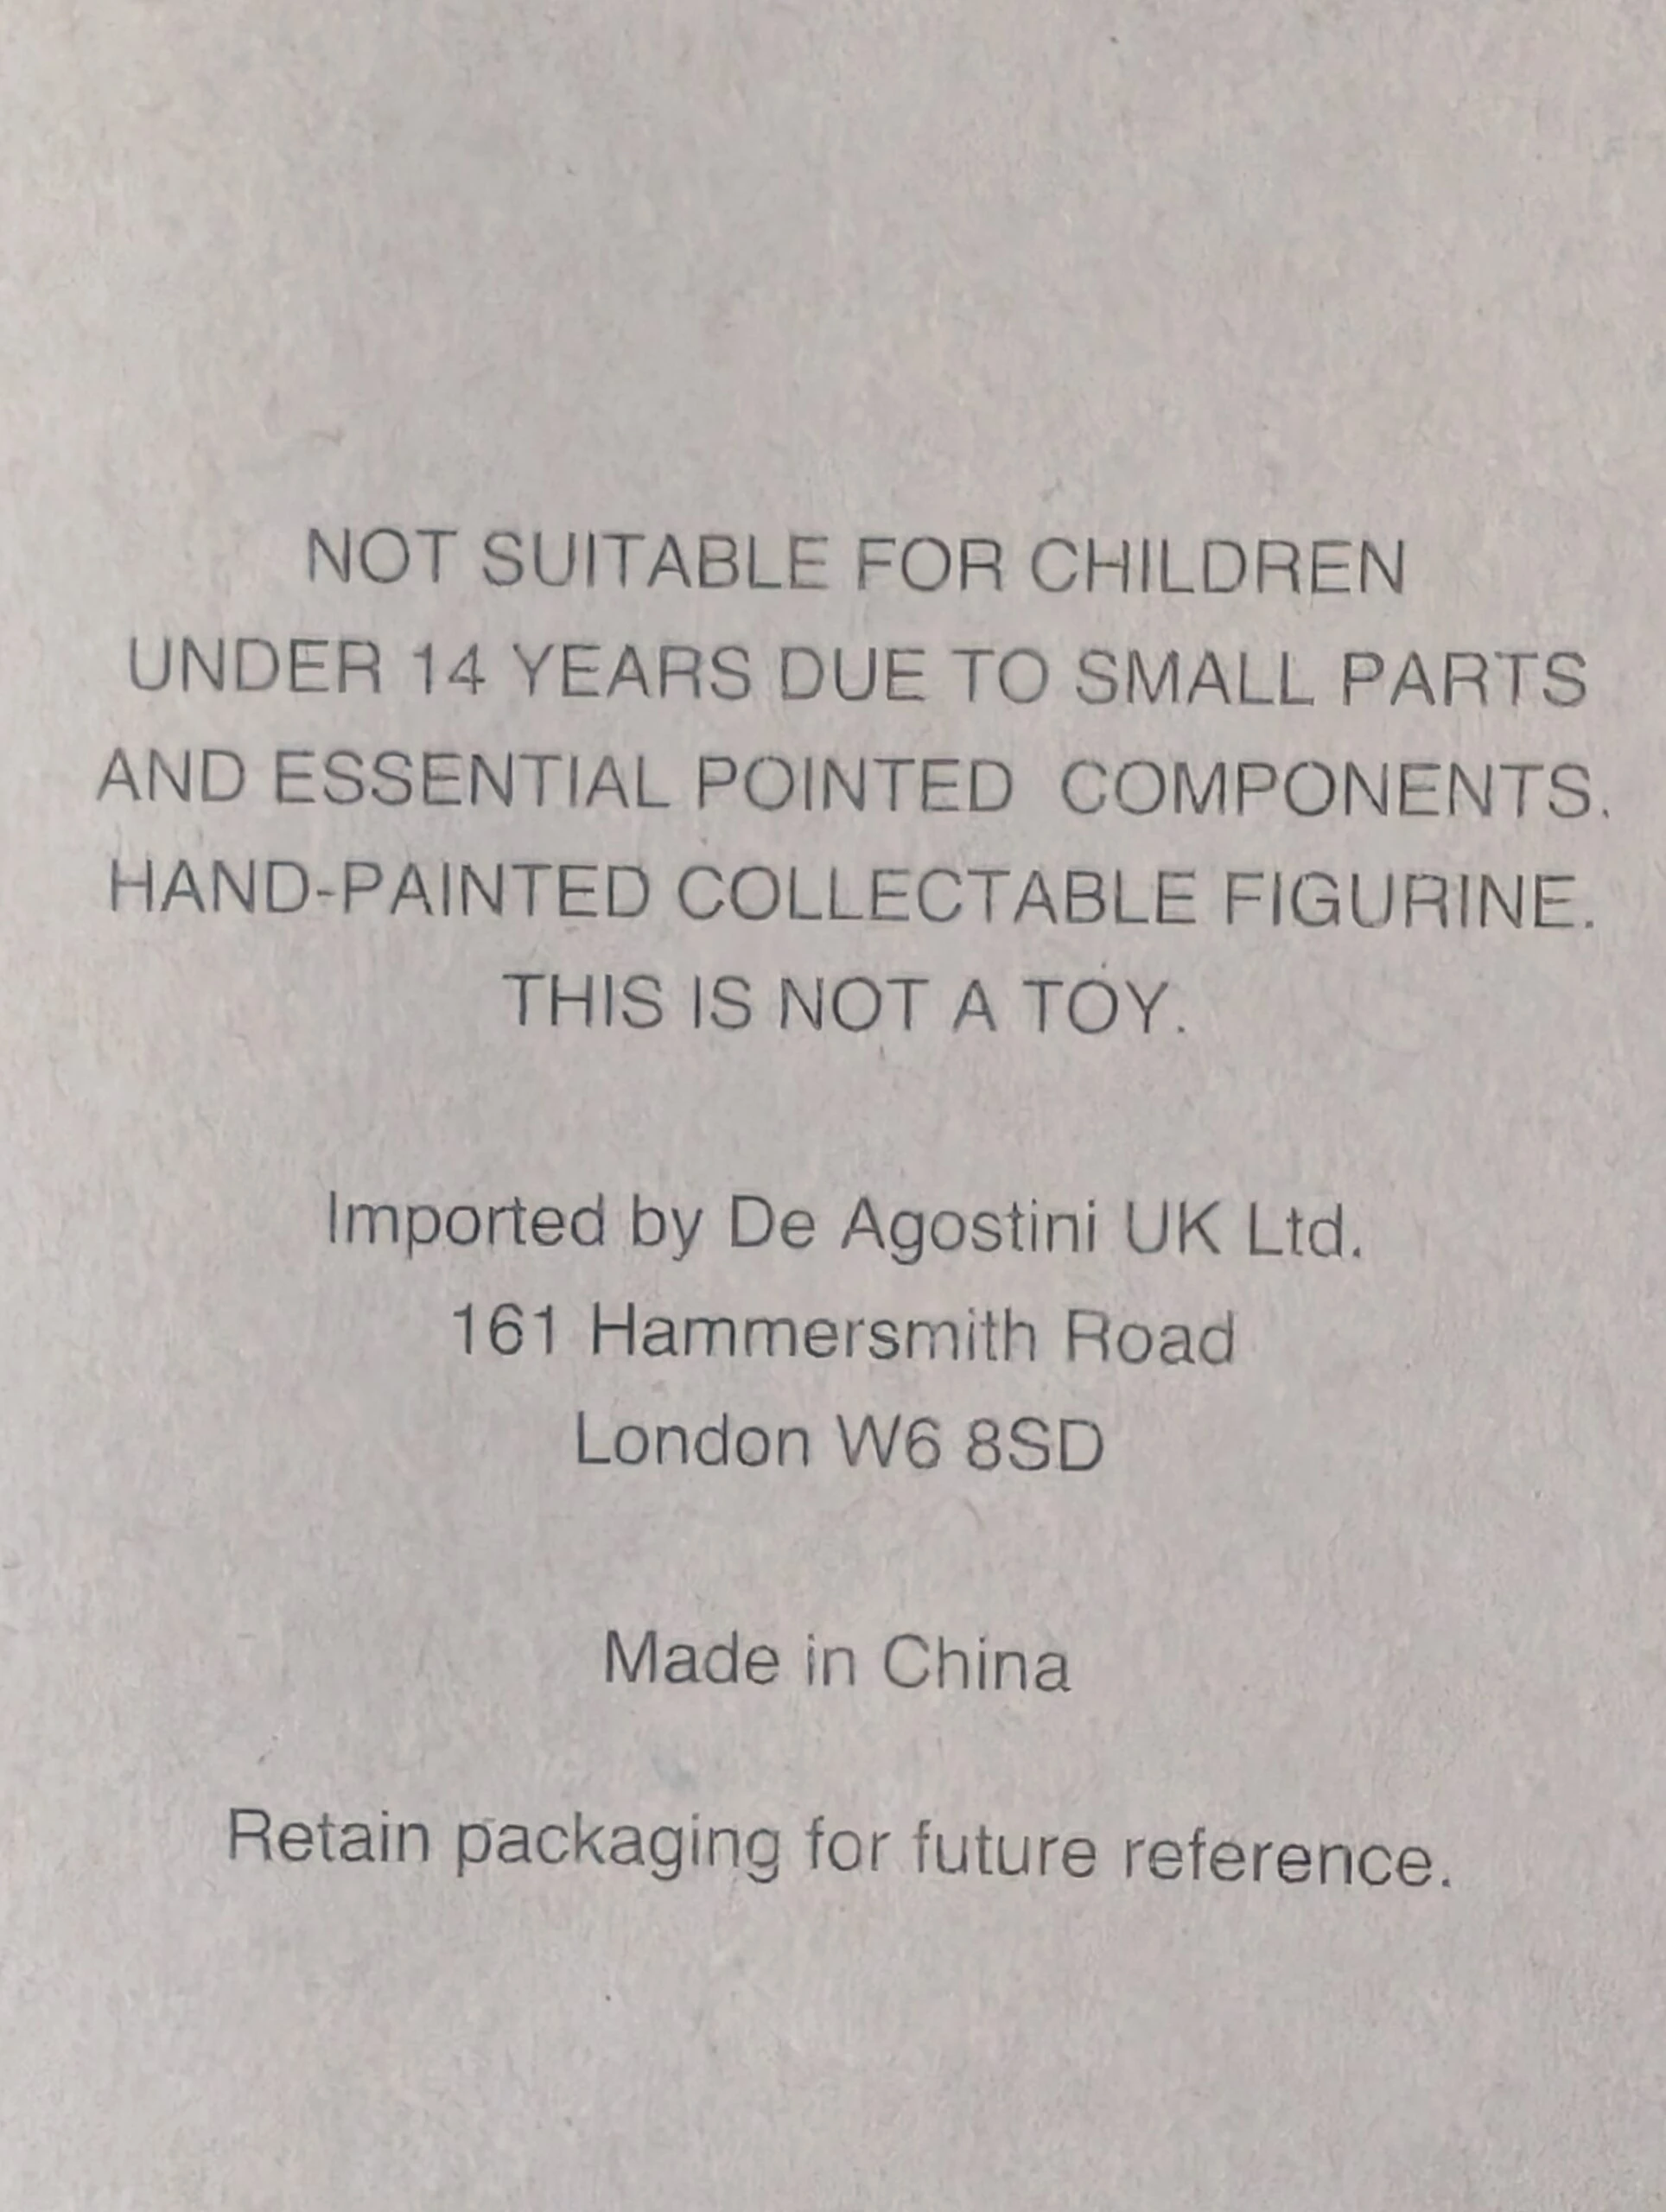 NOT SUITABLE FOR CHILDREN
UNDER 14 YEARS DUE TO SMALL PARTS
AND ESSENTIAL POINTED COMPONENTS.
HAND-PAINTED COLLECTABLE FIGURINE.
THIS IS NOT A TOY.
Imported by De Agostini UK Ltd.
161 Hammersmith Road
London W6 8SD
Made in China
Retain packaging for future reference.